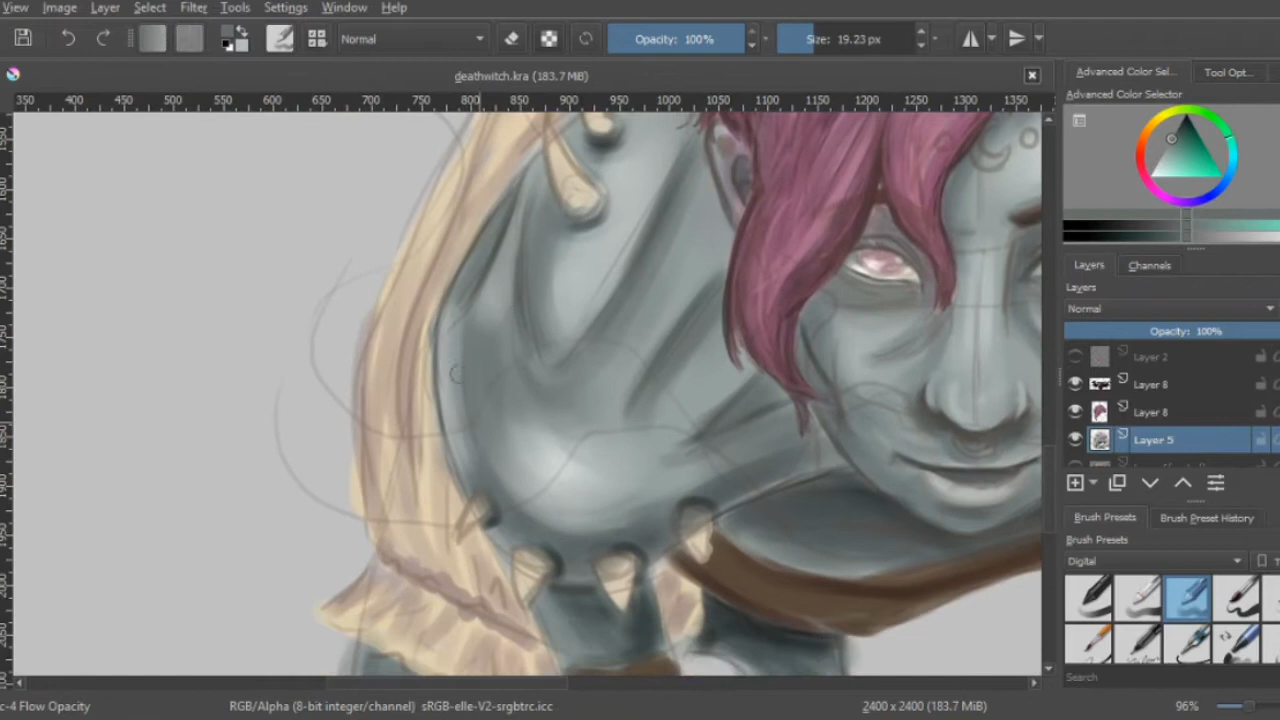 View Image Layer Select Filter Tools Settings Window Help
Normal Opacity: 100% Size: 19.23 px
deathwitch.kra (183.7 MiB)
Advanced Color Sel... Tool Opt...
350 400 450 500 550 600 650 700 750 800 850 900 950 1000 1050 1100 1150 1200 1250 1300 1350
Advanced Color Selector
Layers Channels
Layers
Normal
Opacity: 100%
Layer 2
Layer 8
Layer 8
Layer 5
Brush Presets Brush Preset History
Brush Presets
Digital
Search
c-4 Flow Opacity RGB/Alpha (8-bit integer/channel) sRGB-elle-V2-srgbtrc.icc 2400 x 2400 (183.7 MiB) 96%